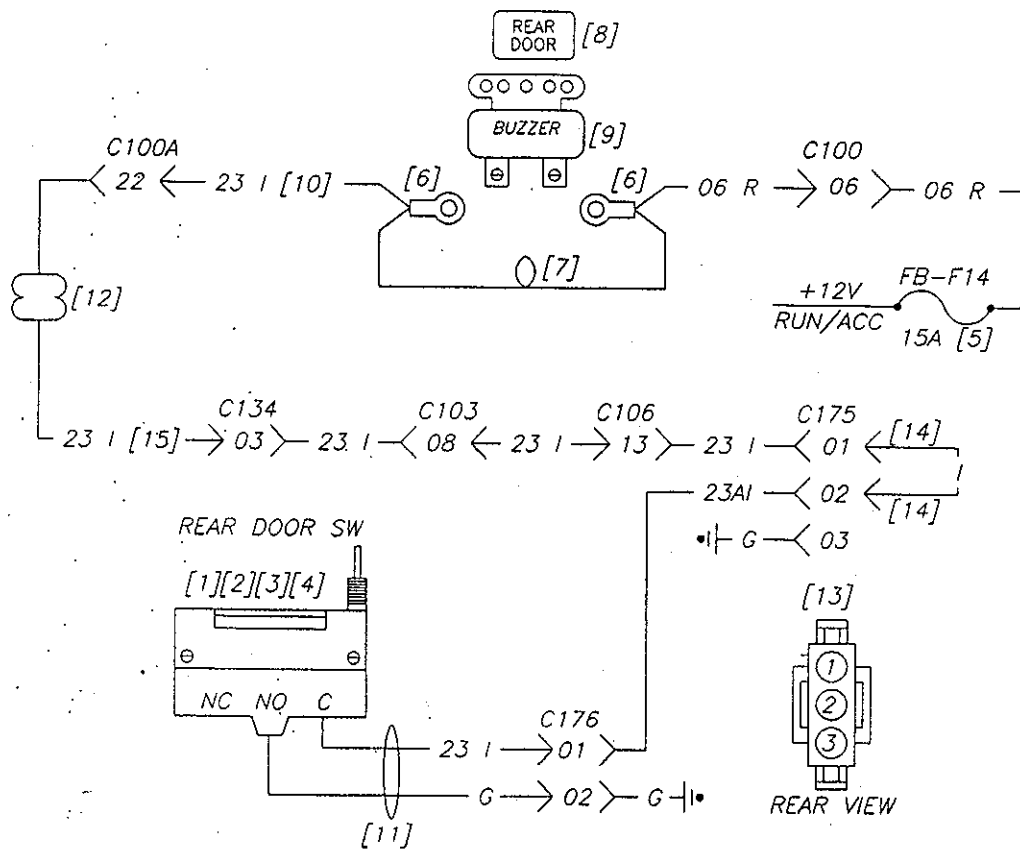 REAR
DOOR
[8]
BUZZER
[9]
C100A
22
23 I [10]
[6]
[6]
06 R
C100
06
06 R
[7]
[12]
+12V
RUN/ACC
FB-F14
15A [5]
23 I [15]
C134
03
23 I
C103
08
23 I
C106
13
23 I
C175
01
[14]
I
23AI
02
[14]
G
03
REAR DOOR SW
[1][2][3][4]
NC NO C
23 I
C176
01
G
02
G
[11]
[13]
1
2
3
REAR VIEW